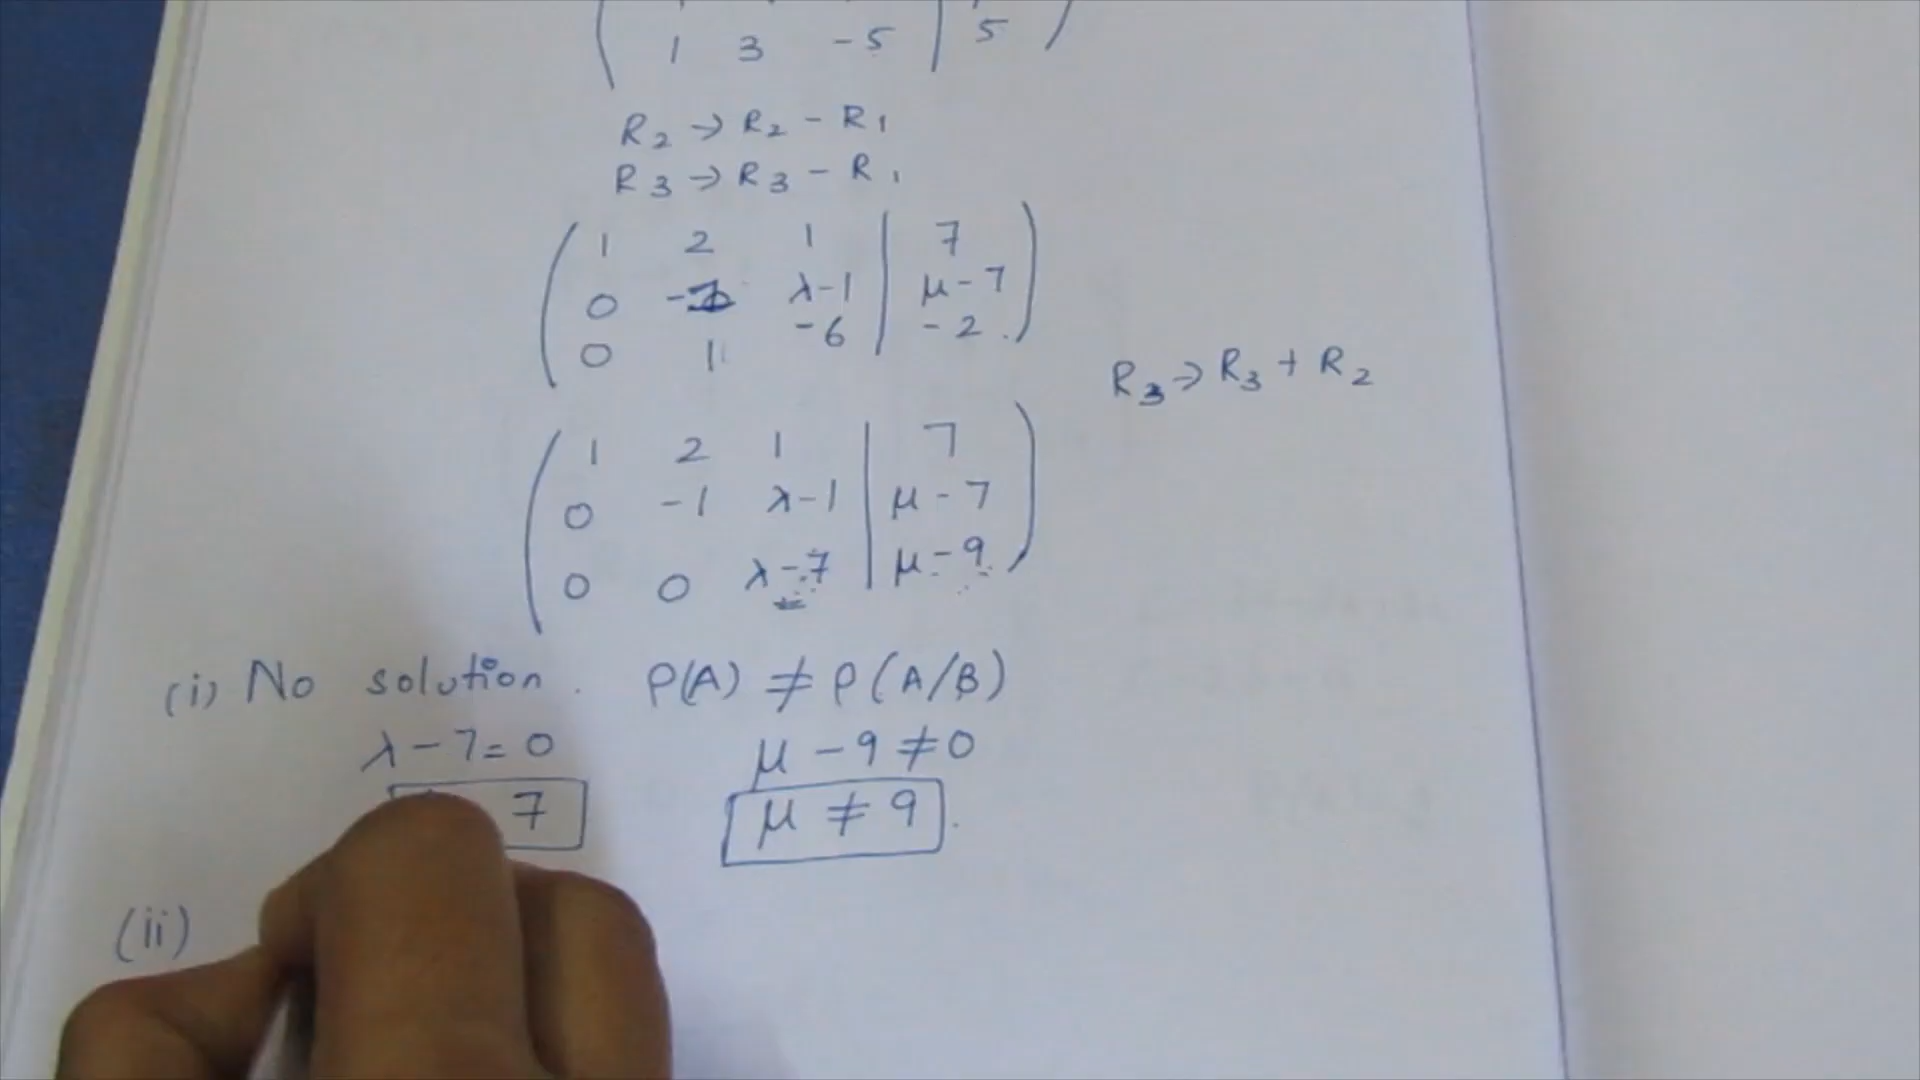 1 3 -5 | 5
R₂ → R₂ - R₁
R₃ → R₃ - R₁
1 2 1 | 7
0 λ-1 | μ-7
0 1 -6 | -2
R₃ → R₃ + R₂
1 2 1 | 7
0 -1 λ-1 | μ-7
0 0 λ-7 | μ-9
(i) No solution. ρ(A) ≠ ρ(A/B)
λ-7=0 μ-9≠0
7 μ ≠ 9.
(ii)